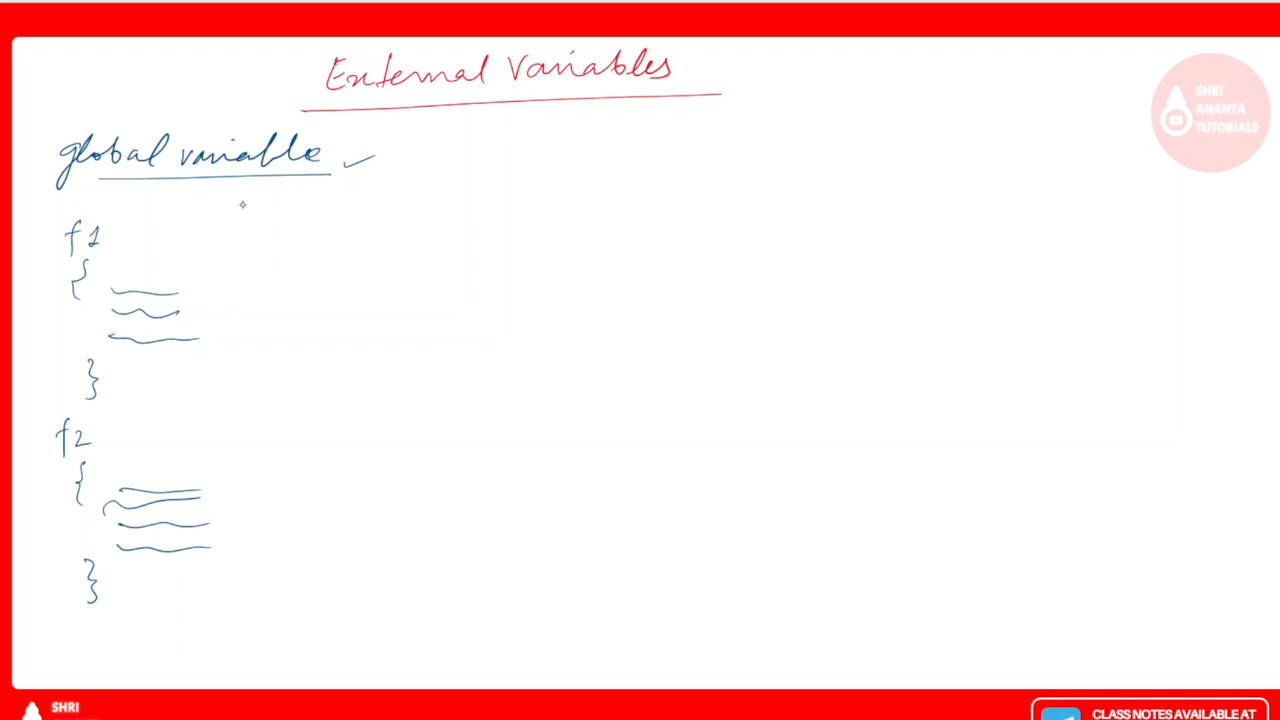 External Variables
SHRI
ANANTA
TUTORIALS
global variable
f1
{
}
f2
{
}
SHRI
CLASS NOTES AVAILABLE AT